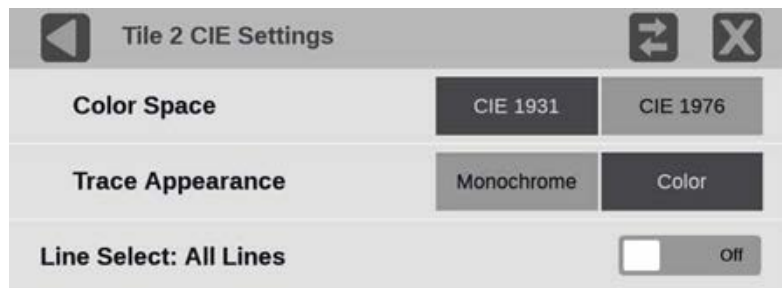 Tile 2 CIE Settings
Color Space CIE 1931 CIE 1976
Trace Appearance Monochrome Color
Line Select: All Lines Off